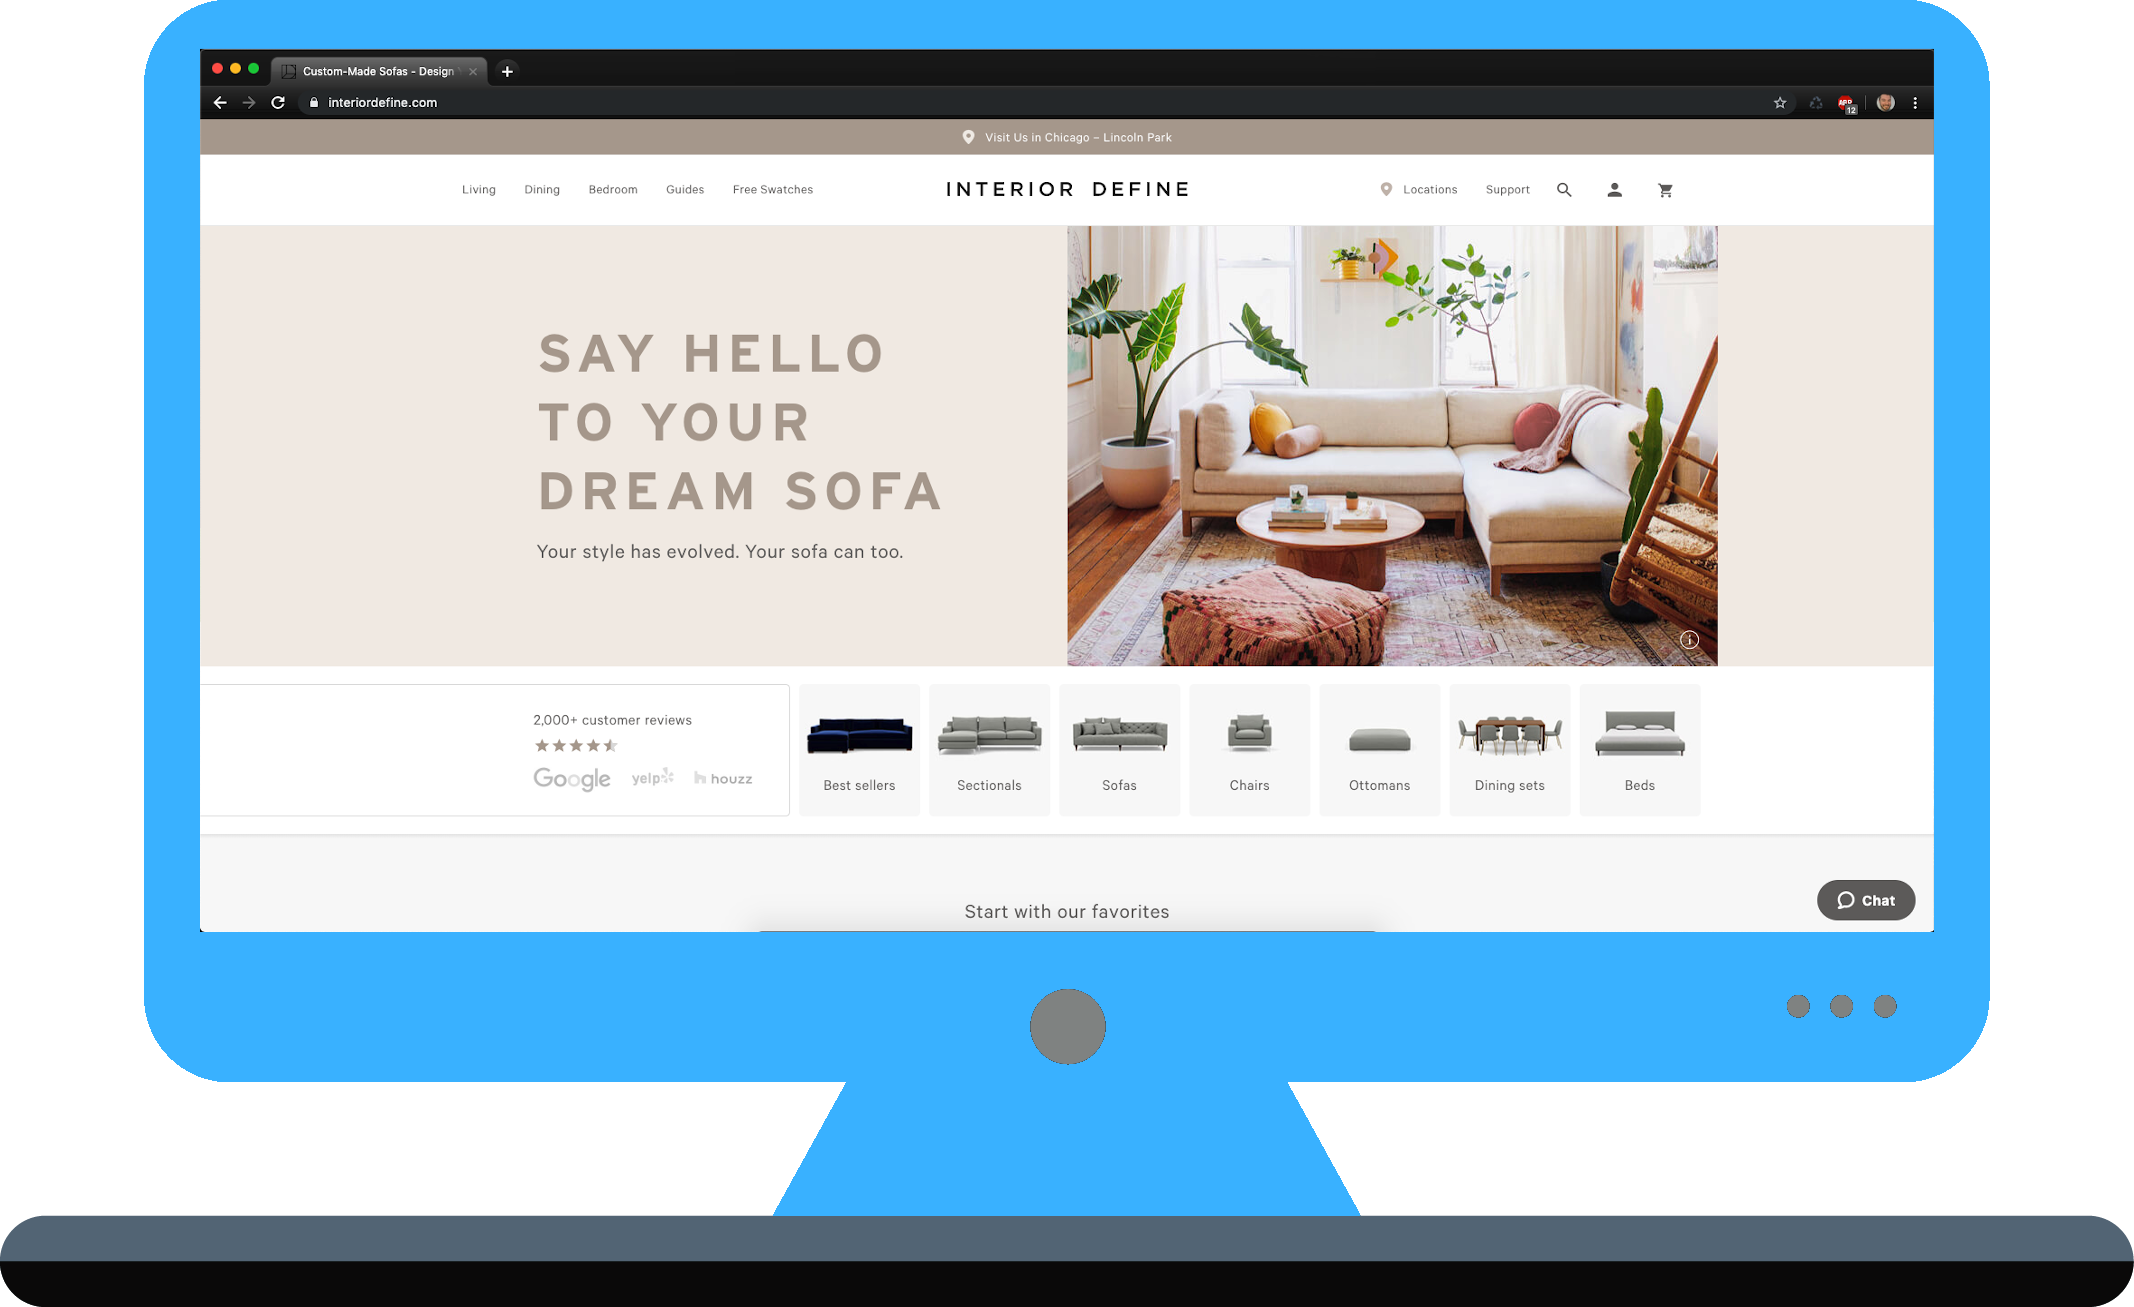 Custom-Made Sofas - Design
interiordefine.com
12
Visit Us in Chicago – Lincoln Park
Living Dining Bedroom Guides Free Swatches
INTERIOR DEFINE
Locations Support
SAY HELLO
TO YOUR
DREAM SOFA
Your style has evolved. Your sofa can too.
2,000+ customer reviews
Google yelp houzz
Best sellers Sectionals Sofas Chairs Ottomans Dining sets Beds
Start with our favorites
Chat